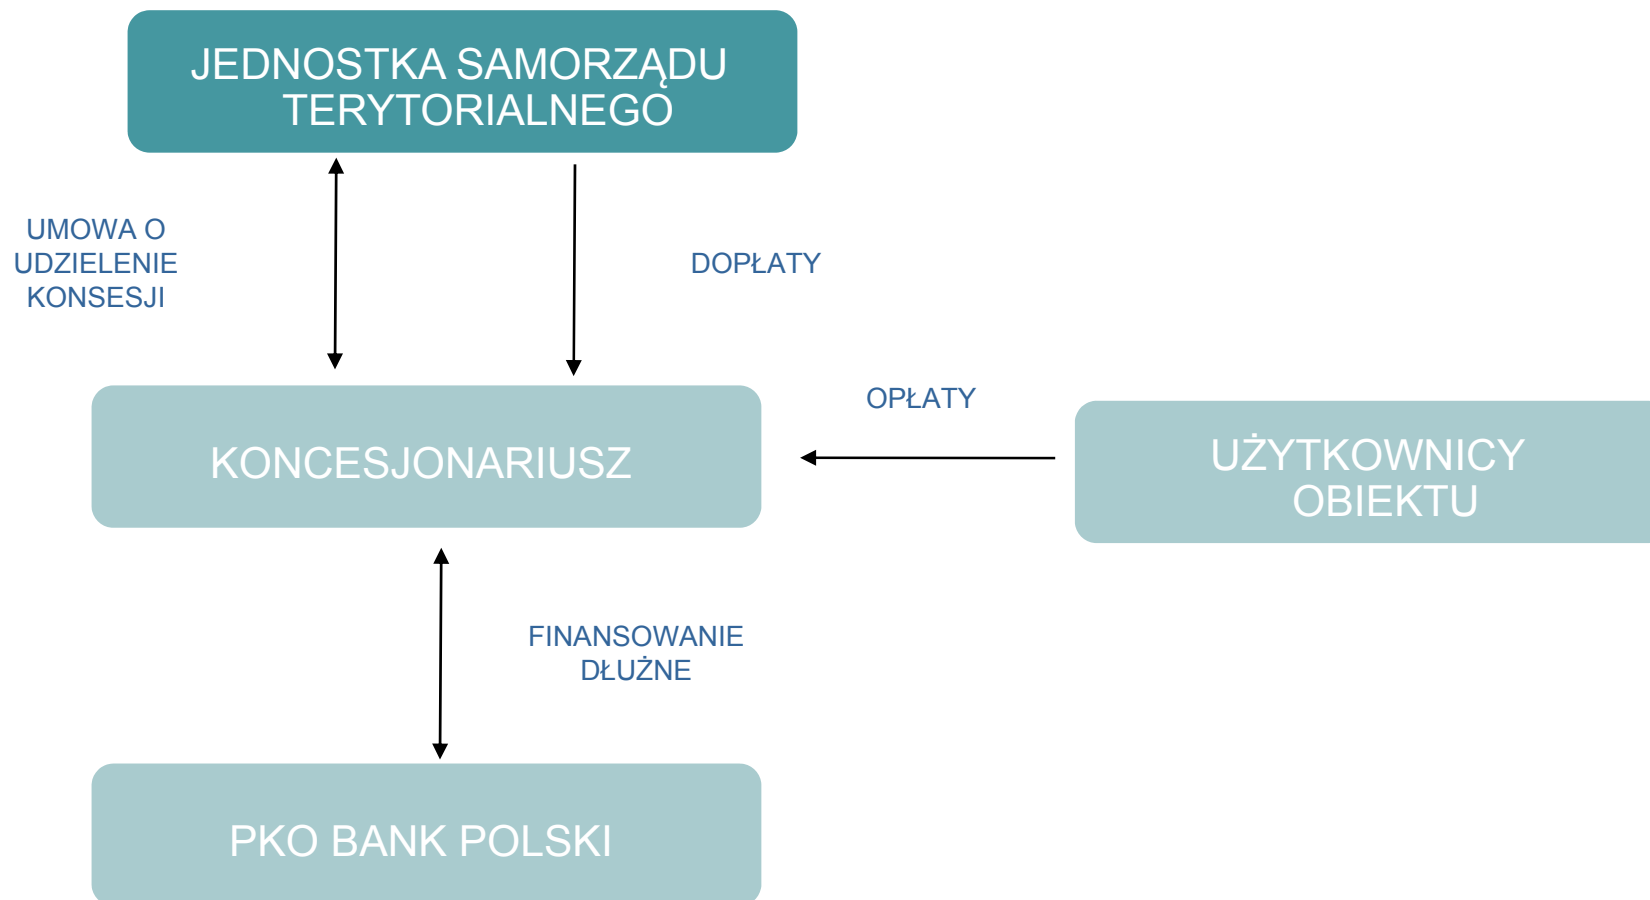 JEDNOSTKA SAMORZĄDU
TERYTORIALNEGO
UMOWA O
UDZIELENIE
KONSESJI
DOPŁATY
OPŁATY
KONCESJONARIUSZ
UŻYTKOWNICY
OBIEKTU
FINANSOWANIE
DŁUŻNE
PKO BANK POLSKI